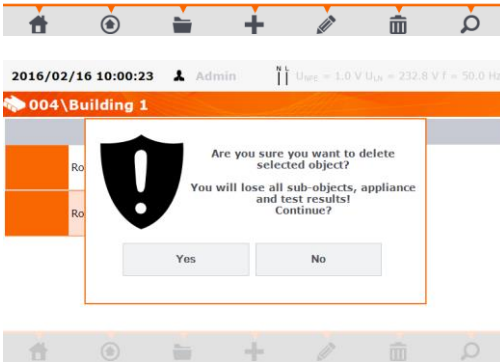 2016/02/16 10:00:23 Admin N L U_NPE = 1.0 V U_LN = 232.8 V f = 50.0 Hz
004\Building 1
Are you sure you want to delete
selected object?
Ro
You will lose all sub-objects, appliance
and test results!
Continue?
Ro
Yes No